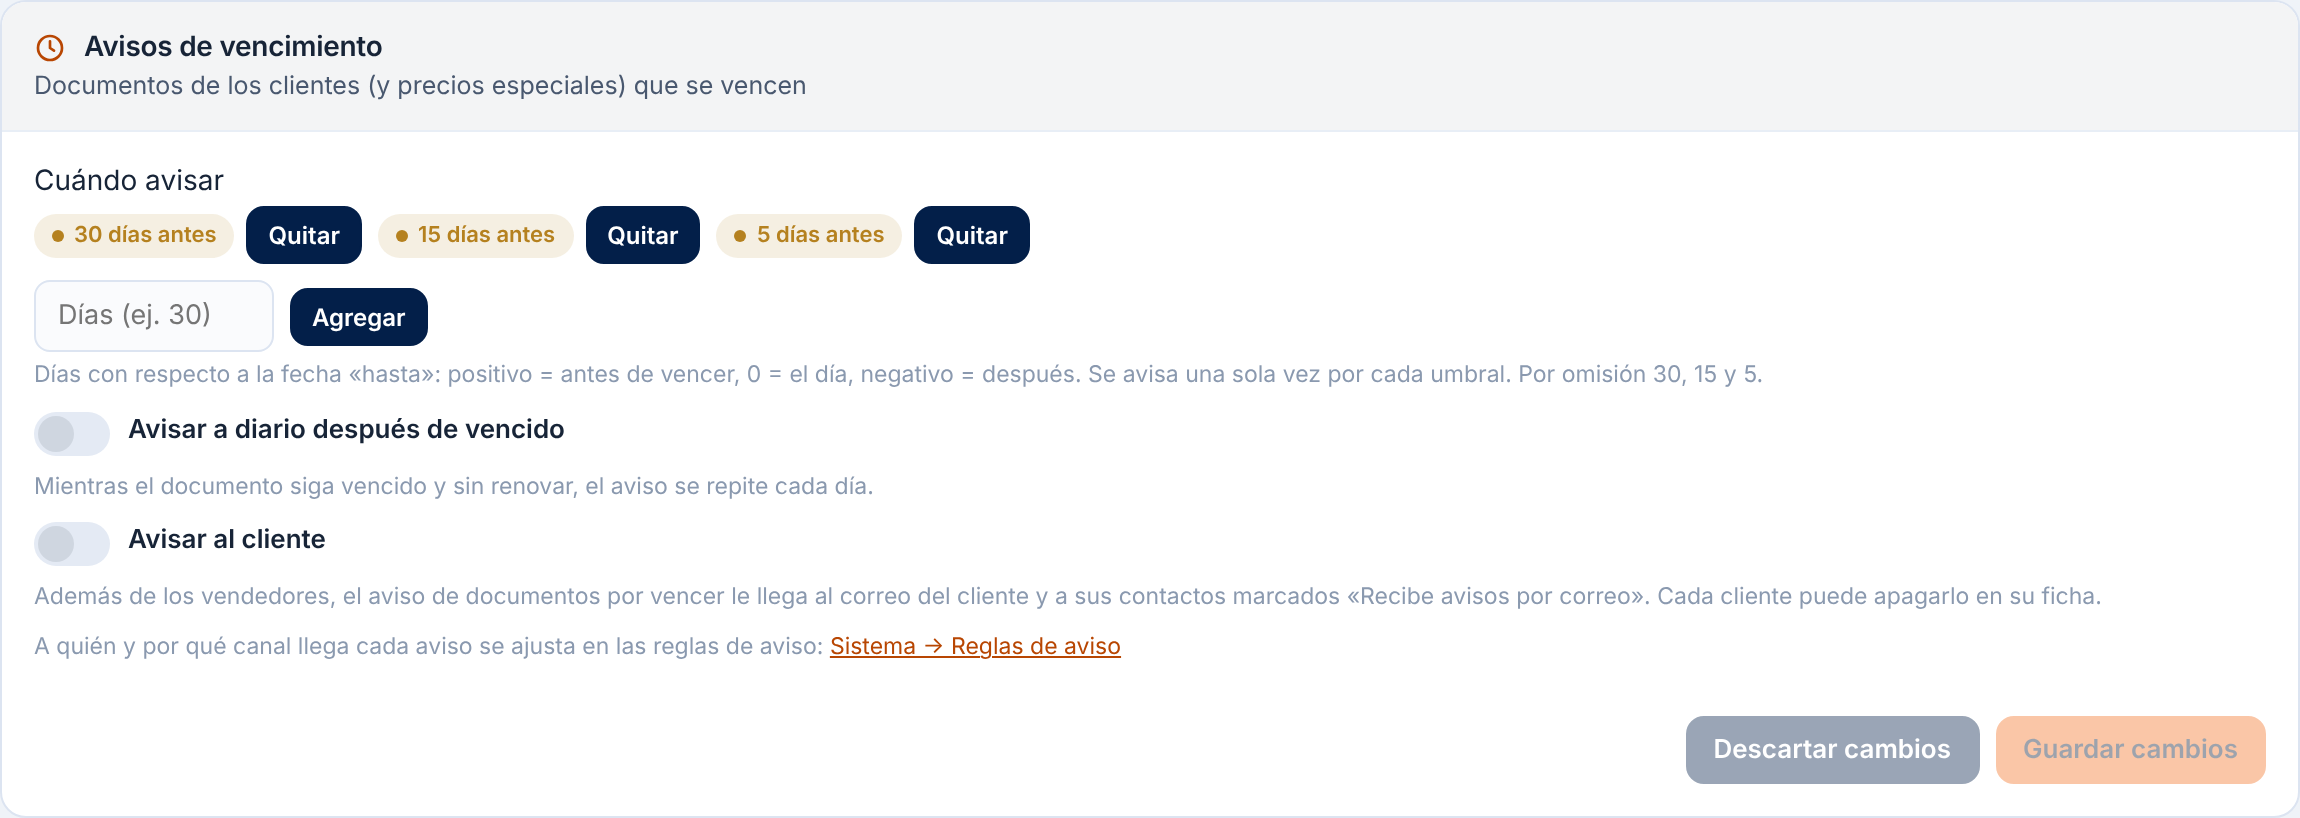 Avisos de vencimiento
Documentos de los clientes (y precios especiales) que se vencen
Cuándo avisar
30 días antes Quitar 15 días antes Quitar 5 días antes Quitar
Días (ej. 30) Agregar
Días con respecto a la fecha «hasta»: positivo = antes de vencer, 0 = el día, negativo = después. Se avisa una sola vez por cada umbral. Por omisión 30, 15 y 5.
Avisar a diario después de vencido
Mientras el documento siga vencido y sin renovar, el aviso se repite cada día.
Avisar al cliente
Además de los vendedores, el aviso de documentos por vencer le llega al correo del cliente y a sus contactos marcados «Recibe avisos por correo». Cada cliente puede apagarlo en su ficha.
A quién y por qué canal llega cada aviso se ajusta en las reglas de aviso: Sistema → Reglas de aviso
Descartar cambios Guardar cambios